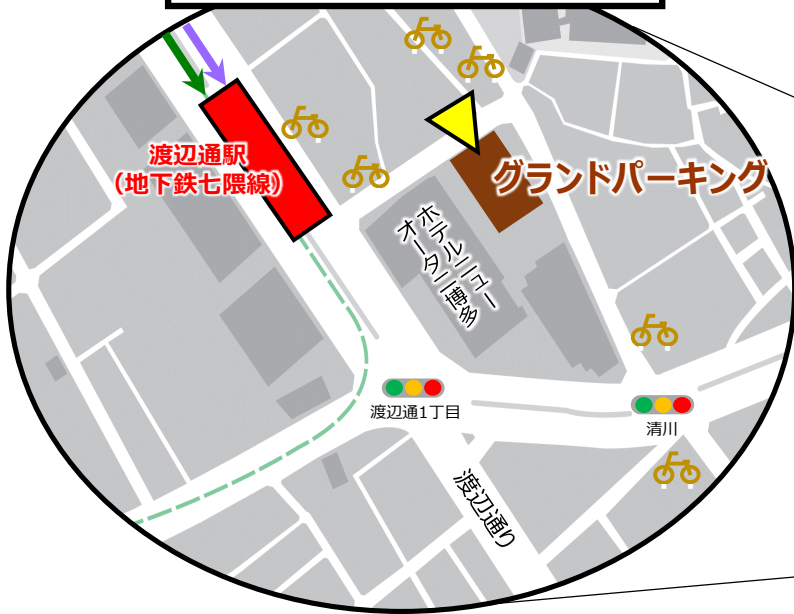 渡辺通駅
（地下鉄七隈線）
グランドパーキング
ホテルニュー
オータニ博多
渡辺通1丁目
清川
渡辺通り